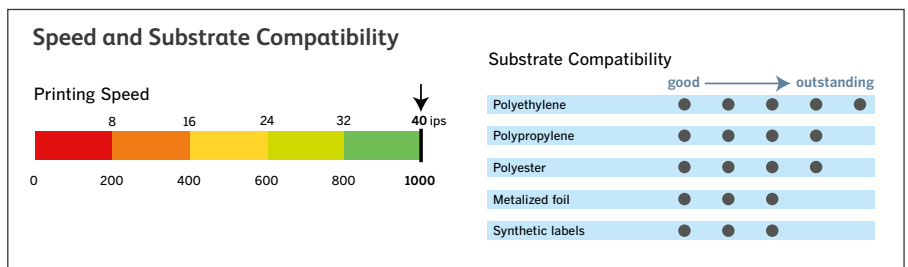 Speed and Substrate Compatibility
Printing Speed
8 16 24 32 40 ips
0 200 400 600 800 1000
Substrate Compatibility
good outstanding
Polyethylene
Polypropylene
Polyester
Metalized foil
Synthetic labels